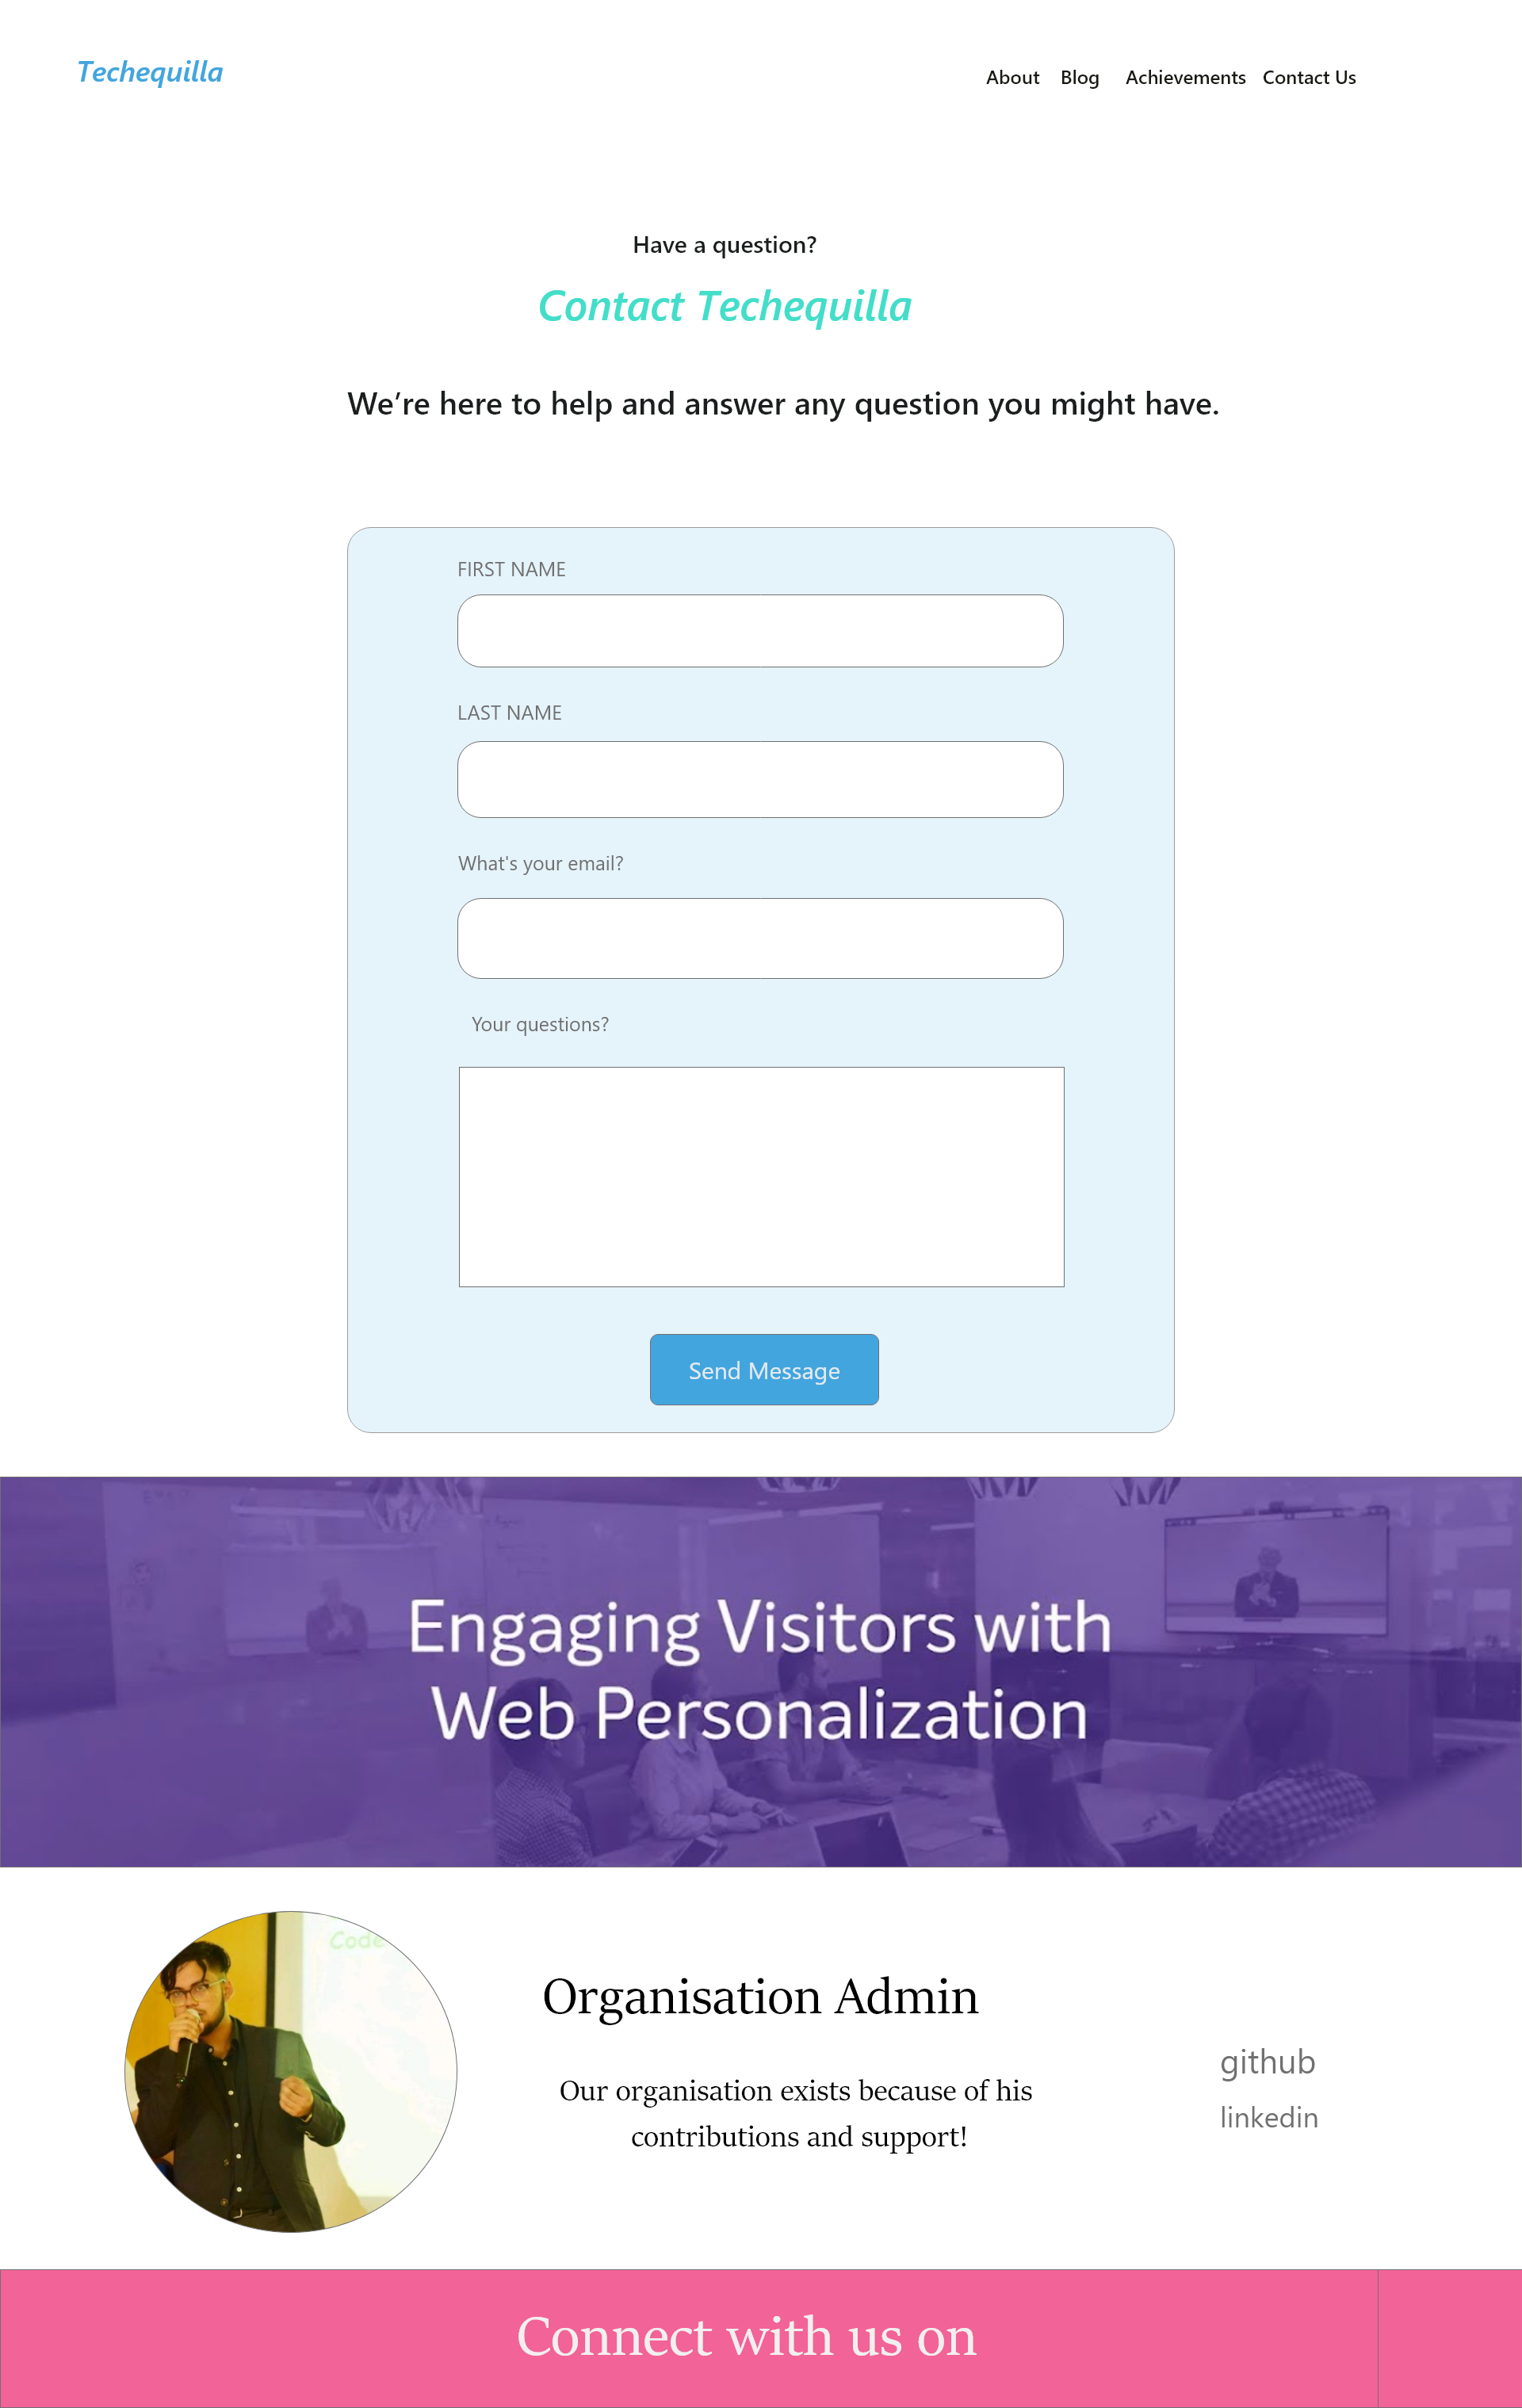 Techequilla
About Blog Achievements Contact Us
Have a question?
Contact Techequilla
We’re here to help and answer any question you might have.
FIRST NAME
LAST NAME
What's your email?
Your questions?
Send Message
Engaging Visitors with
Web Personalization
Code
Organisation Admin
Our organisation exists because of his
contributions and support!
github
linkedin
Connect with us on